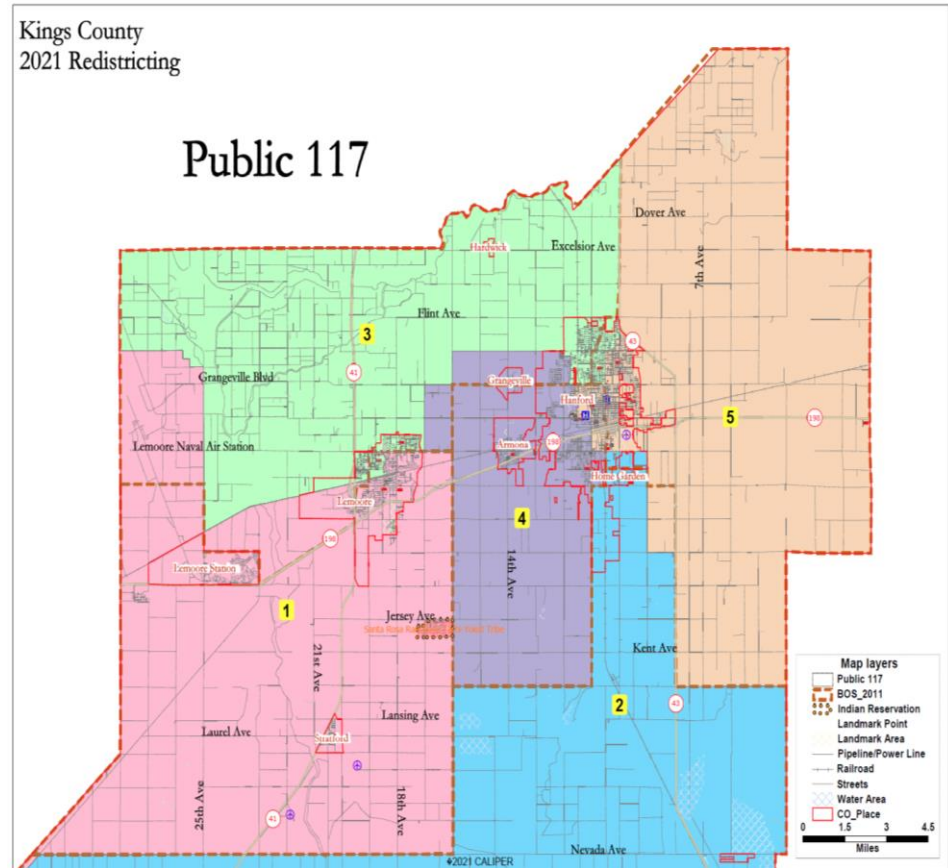 Kings County
2021 Redistricting
Public 117
Dover Ave
Hardwick
Excelsior Ave
7th Ave
Flint Ave
3
43
41
Grangeville Blvd
Grangeville
Hanford
H
5
198
Lemoore Naval Air Station
Armona
198
Home Garden
Lemoore
4
198
Lemoore Station
14th Ave
1
Jersey Ave
Santa Rosa
21st Ave
Kent Ave
2
43
Lansing Ave
Laurel Ave
Stratford
25th Ave
18th Ave
41
Nevada Ave
©2021 CALIPER
Map layers
Public 117
BOS_2011
Indian Reservation
Landmark Point
Landmark Area
Pipeline/Power Line
Railroad
Streets
Water Area
CO_Place
0 1.5 3 4.5
Miles